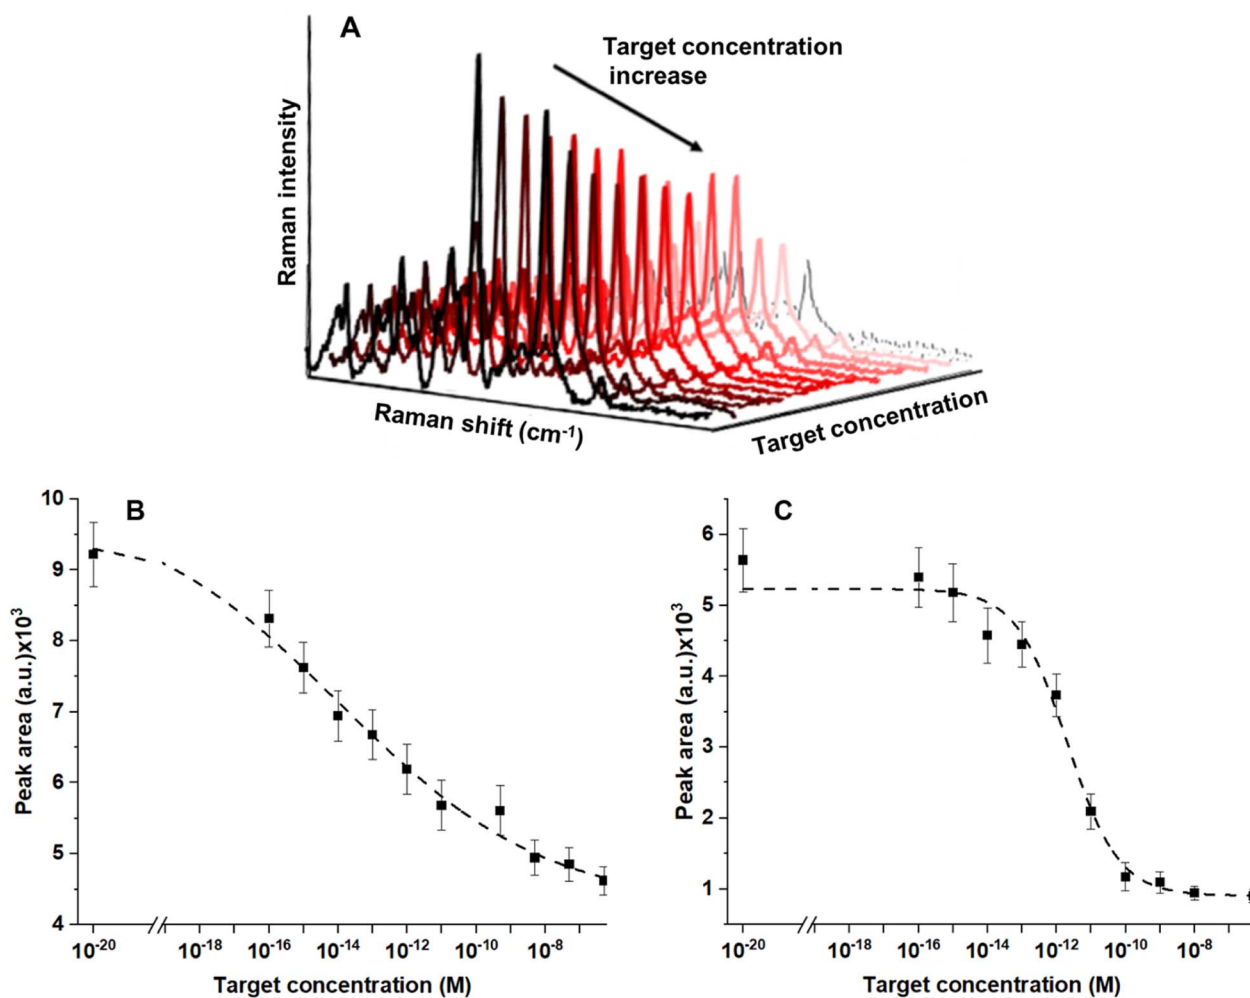 A
Target concentration
increase
Raman intensity
Raman shift (cm⁻¹)
Target concentration
B
10
9
8
7
6
5
4
Peak area (a.u.)x10³
10⁻²⁰ 10⁻¹⁸ 10⁻¹⁶ 10⁻¹⁴ 10⁻¹² 10⁻¹⁰ 10⁻⁸
Target concentration (M)
C
6
5
4
3
2
1
Peak area (a.u.)x10³
10⁻²⁰ 10⁻¹⁸ 10⁻¹⁶ 10⁻¹⁴ 10⁻¹² 10⁻¹⁰ 10⁻⁸
Target concentration (M)